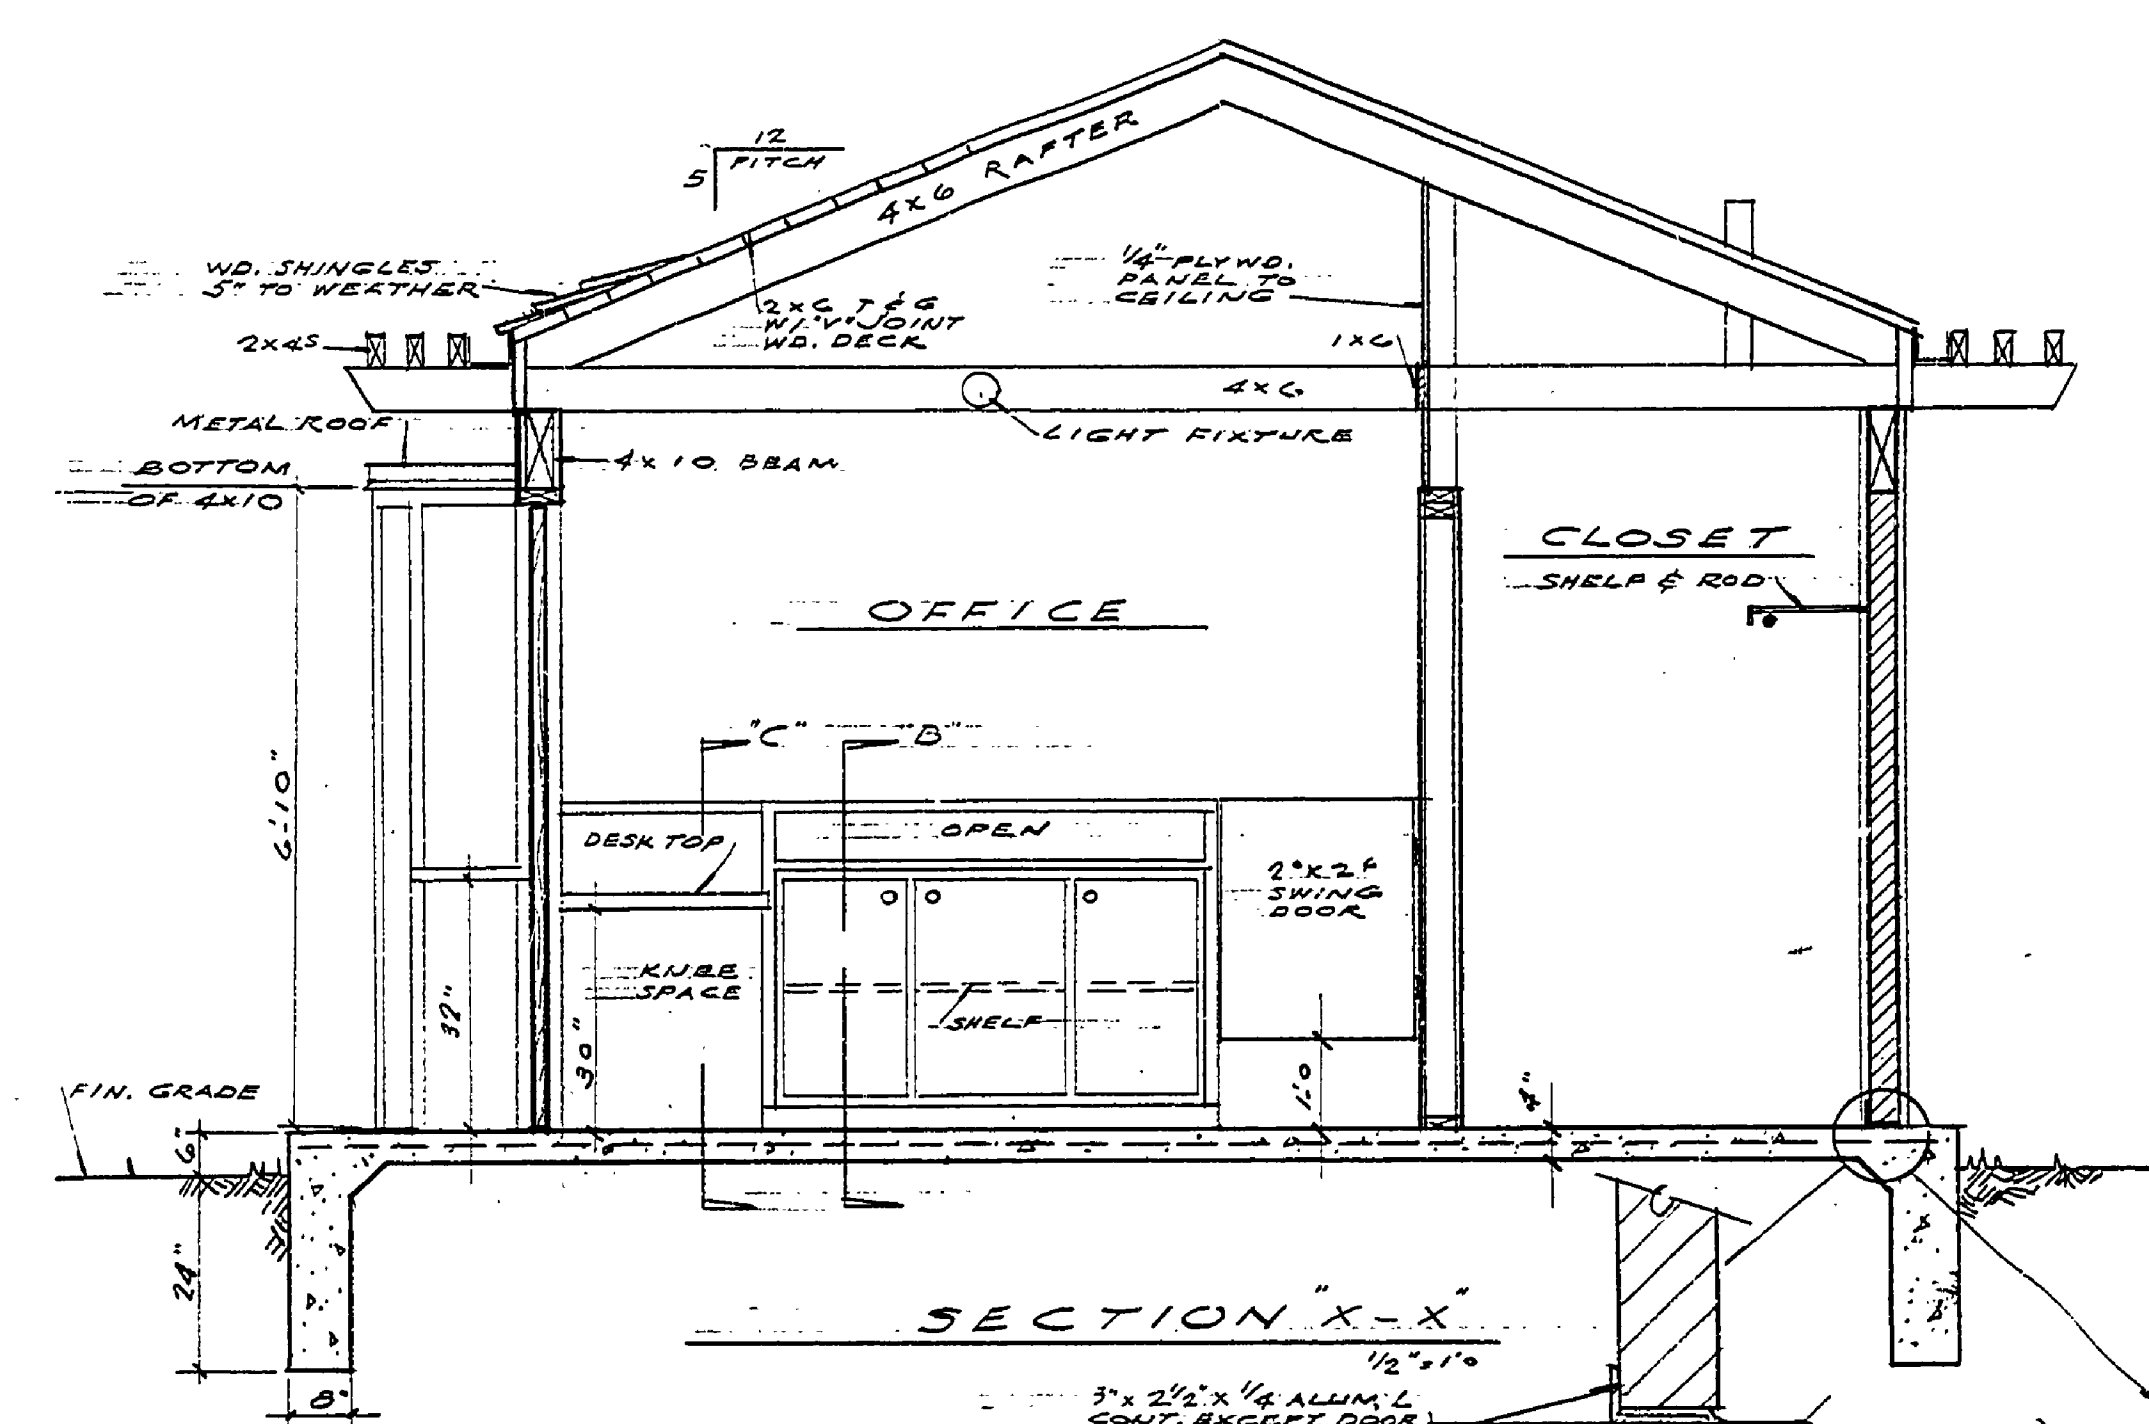 12
PITCH
5
4x6 RAFTER
WD. SHINGLES
5" TO WEATHER
2x4S
2x6 T & G
W/ "V" JOINT
WD. DECK
1/4" PLYWD.
PANEL TO
CEILING
1x6
4x6
METAL ROOF
LIGHT FIXTURE
4x10 BEAM
BOTTOM
OF 4x10
CLOSET
SHELF & ROD
OFFICE
"C"
"B"
6'-10"
DESK TOP
OPEN
SWING
DOOR
KNEE
SPACE
SHELF
32"
30"
1'0
4"
FIN. GRADE
6"
24"
8"
SECTION "X-X"
1/2" = 1'0
3" x 2 1/2" x 1/4 ALUM. L
CONT. EXCEPT DOOR